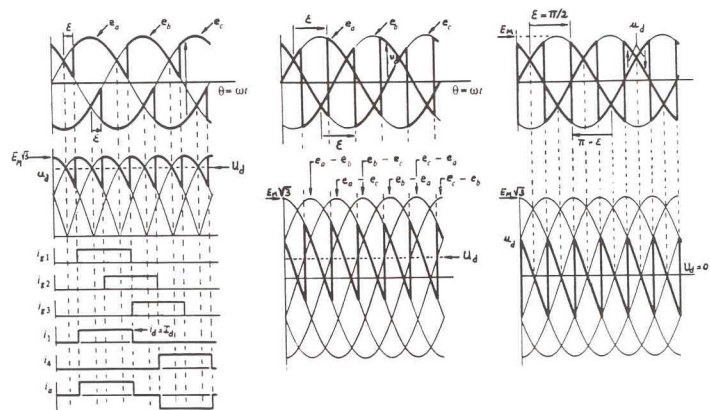 ε
e_a
e_b
e_c
θ = ωt
ε
E_M√3
u_d
U_d
i_g1
i_g2
i_g3
i_1
i_d = I_d
i_4
i_a
ε
e_a
e_b
e_c
u_d
θ = ωt
ε
e_a - e_b
e_b - e_c
e_c - e_a
e_a - e_c
e_b - e_a
e_c - e_b
E_M√3
U_d
E_M
ε = π/2
u_d
π - ε
E_M√3
u_d
U_d = 0